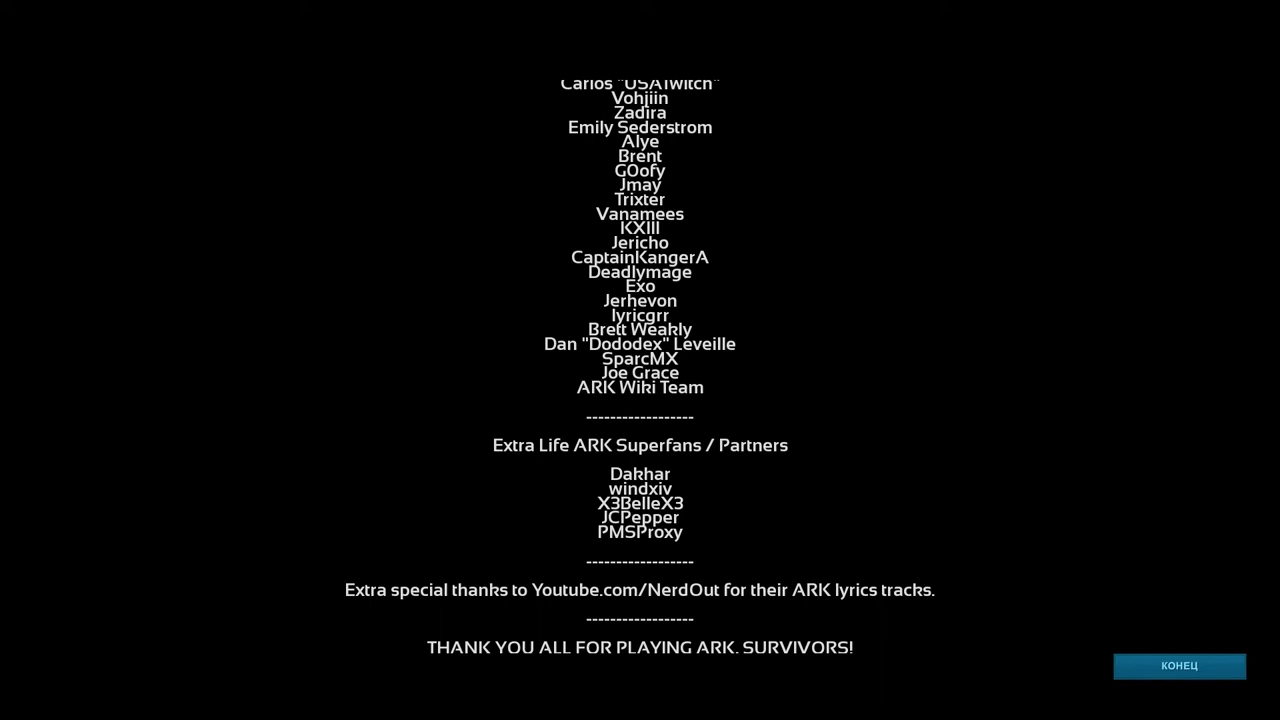 Carlos "USATwitch"
Vohjiin
Zadira
Emily Sederstrom
Alye
Brent
G0ofy
Jmay
Trixter
Vanamees
KXIII
Jericho
CaptainKangerA
Deadlymage
Exo
Jerhevon
lyricgrr
Brett Weakly
Dan "Dododex" Leveille
SparcMX
Joe Grace
ARK Wiki Team
------------------
Extra Life ARK Superfans / Partners
Dakhar
windxiv
X3BelleX3
JCPepper
PMSProxy
------------------
Extra special thanks to Youtube.com/NerdOut for their ARK lyrics tracks.
------------------
THANK YOU ALL FOR PLAYING ARK, SURVIVORS!
КОНЕЦ